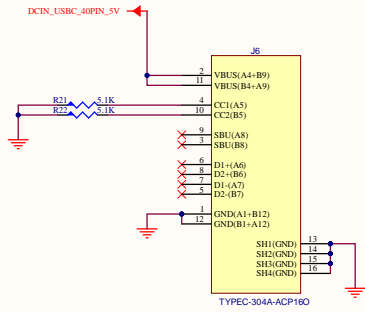 DCIN_USBC_40PIN_5V
J6
2 VBUS(A4+B9)
11 VBUS(B4+A9)
R21 5.1K 4 CC1(A5)
R22 5.1K 10 CC2(B5)
9 SBU(A8)
3 SBU(B8)
6 D1+(A6)
8 D2+(B6)
7 D1-(A7)
5 D2-(B7)
1 GND(A1+B12)
12 GND(B1+A12)
SH1(GND) 13
SH2(GND) 14
SH3(GND) 15
SH4(GND) 16
TYPEC-304A-ACP16O